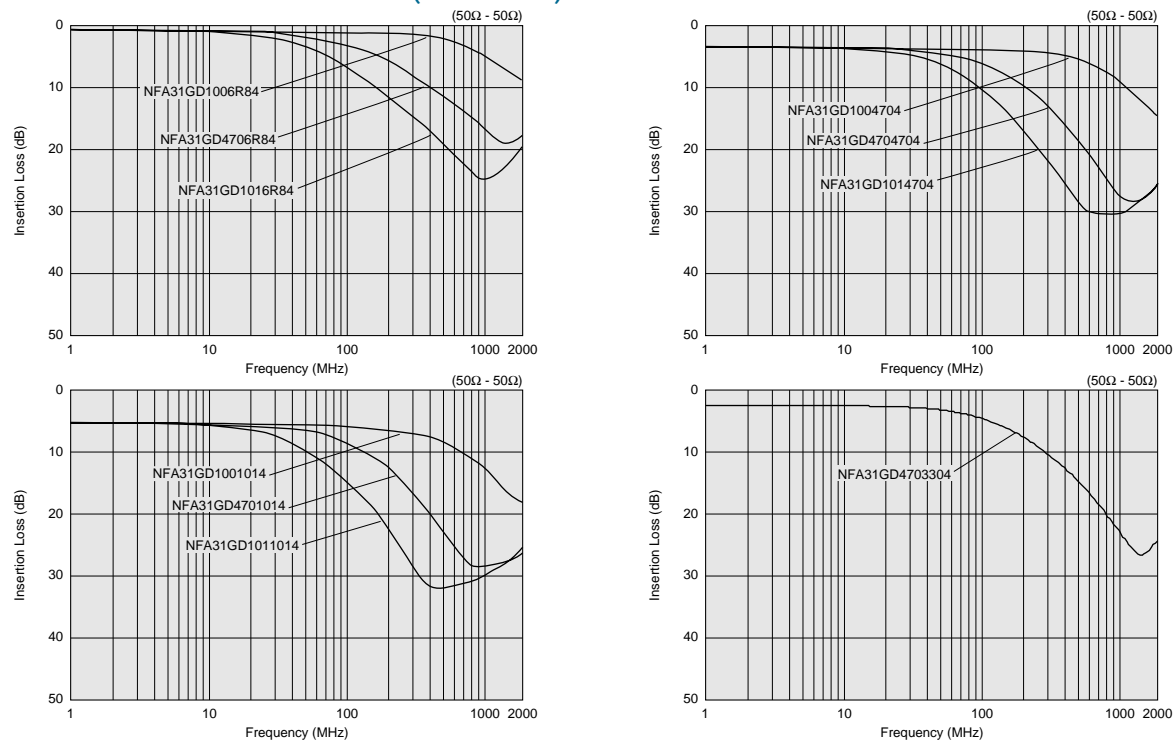 (50Ω - 50Ω)
0
10
20
30
40
50
Insertion Loss (dB)
NFA31GD1006R84
NFA31GD4706R84
NFA31GD1016R84
1 10 100 1000 2000
Frequency (MHz)
(50Ω - 50Ω)
0
10
20
30
40
50
Insertion Loss (dB)
NFA31GD1004704
NFA31GD4704704
NFA31GD1014704
1 10 100 1000 2000
Frequency (MHz)
(50Ω - 50Ω)
0
10
20
30
40
50
Insertion Loss (dB)
NFA31GD1001014
NFA31GD4701014
NFA31GD1011014
1 10 100 1000 2000
Frequency (MHz)
(50Ω - 50Ω)
0
10
20
30
40
50
Insertion Loss (dB)
NFA31GD4703304
1 10 100 1000 2000
Frequency (MHz)